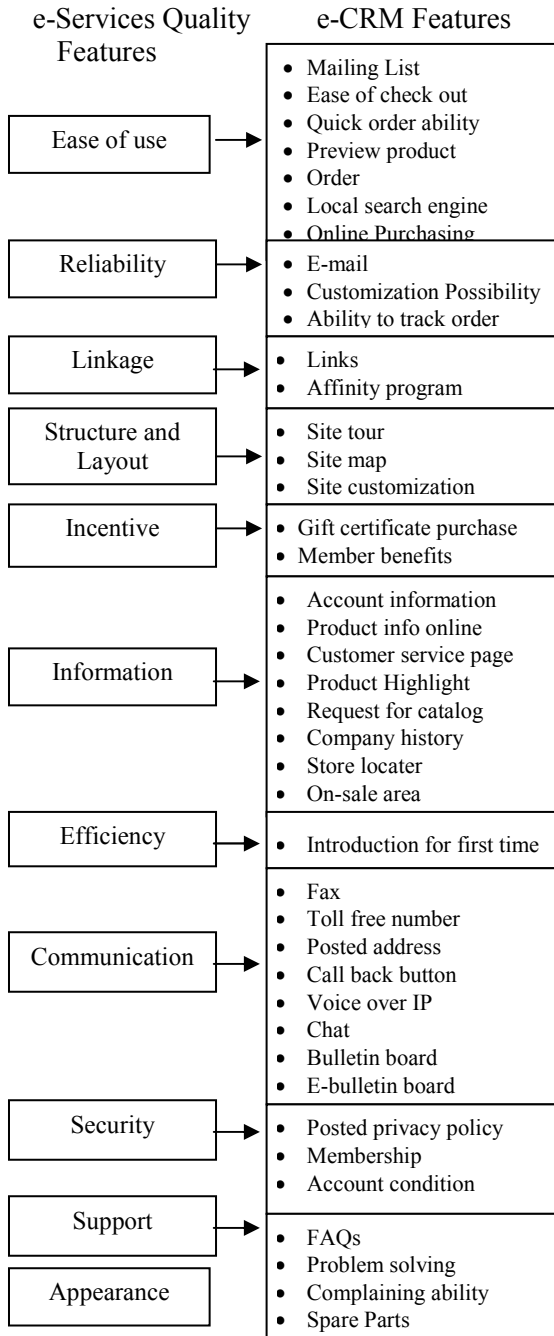 e-Services Quality
Features
e-CRM Features
Ease of use
• Mailing List
• Ease of check out
• Quick order ability
• Preview product
• Order
• Local search engine
• Online Purchasing
Reliability
• E-mail
• Customization Possibility
• Ability to track order
Linkage
• Links
• Affinity program
Structure and
Layout
• Site tour
• Site map
• Site customization
Incentive
• Gift certificate purchase
• Member benefits
Information
• Account information
• Product info online
• Customer service page
• Product Highlight
• Request for catalog
• Company history
• Store locater
• On-sale area
Efficiency
• Introduction for first time
Communication
• Fax
• Toll free number
• Posted address
• Call back button
• Voice over IP
• Chat
• Bulletin board
• E-bulletin board
Security
• Posted privacy policy
• Membership
• Account condition
Support
• FAQs
• Problem solving
• Complaining ability
• Spare Parts
Appearance